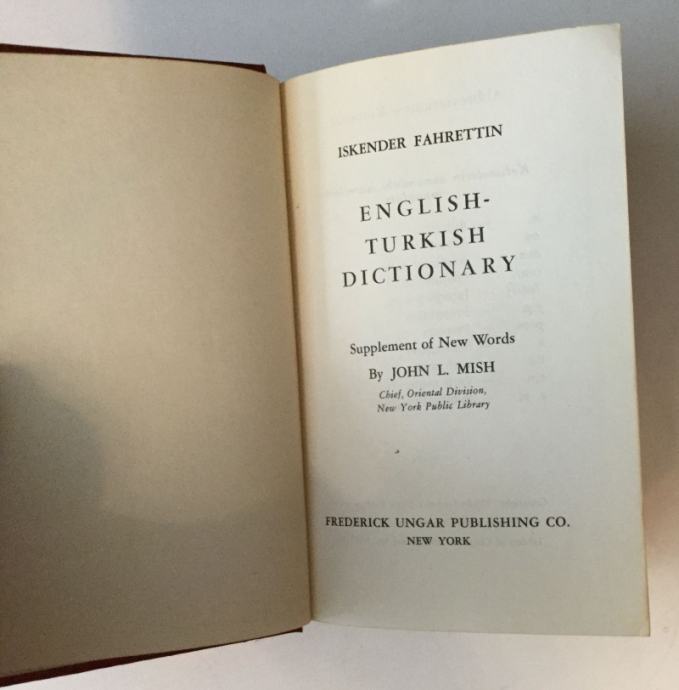 ISKENDER FAHRETTIN
ENGLISH-
TURKISH
DICTIONARY
Supplement of New Words
By JOHN L. MISH
Chief, Oriental Division,
New York Public Library
FREDERICK UNGAR PUBLISHING CO.
NEW YORK